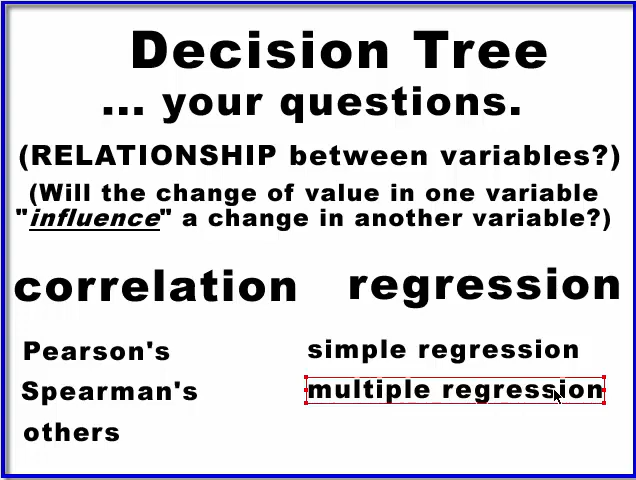 Decision Tree
... your questions.
(RELATIONSHIP between variables?)
(Will the change of value in one variable
"influence" a change in another variable?)
correlation
regression
Pearson's
simple regression
Spearman's
multiple regression
others